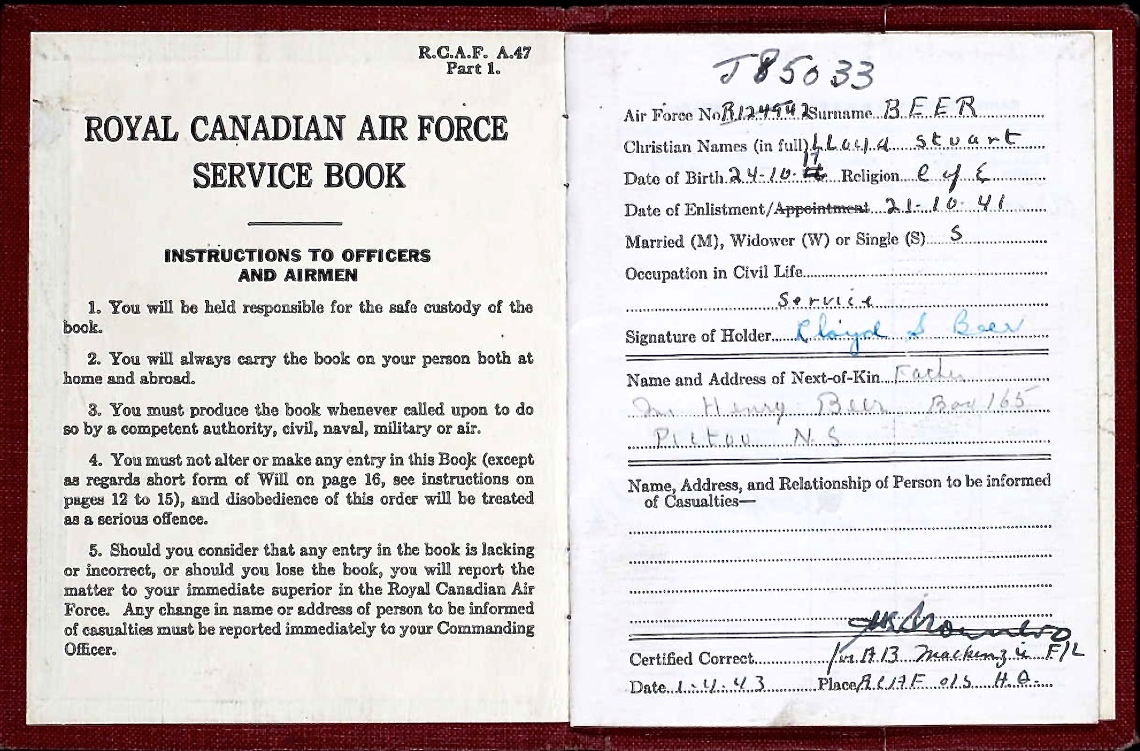 R.C.A.F. A.47
Part 1.
ROYAL CANADIAN AIR FORCE
SERVICE BOOK
INSTRUCTIONS TO OFFICERS
AND AIRMEN
1. You will be held responsible for the safe custody of the
book.
2. You will always carry the book on your person both at
home and abroad.
3. You must produce the book whenever called upon to do
so by a competent authority, civil, naval, military or air.
4. You must not alter or make any entry in this Book (except
as regards short form of Will on page 16, see instructions on
pages 12 to 15), and disobedience of this order will be treated
as a serious offence.
5. Should you consider that any entry in the book is lacking
or incorrect, or should you lose the book, you will report the
matter to your immediate superior in the Royal Canadian Air
Force. Any change in name or address of person to be informed
of casualties must be reported immediately to your Commanding
Officer.
J85033
Air Force No. R124942 Surname BEER
Christian Names (in full) Lloyd Stuart
Date of Birth 24-10-17 Religion C of E
Date of Enlistment/Appointment 21-10-41
Married (M), Widower (W) or Single (S) S
Occupation in Civil Life
Service
Signature of Holder Lloyd S Beer
Name and Address of Next-of-Kin Father
Mr Henry Beer Box 165
Pictou N.S
Name, Address, and Relationship of Person to be informed
of Casualties—
Certified Correct for A B Mackenzie F/L
Date 1-4-43 Place RCAF O/S H.Q.